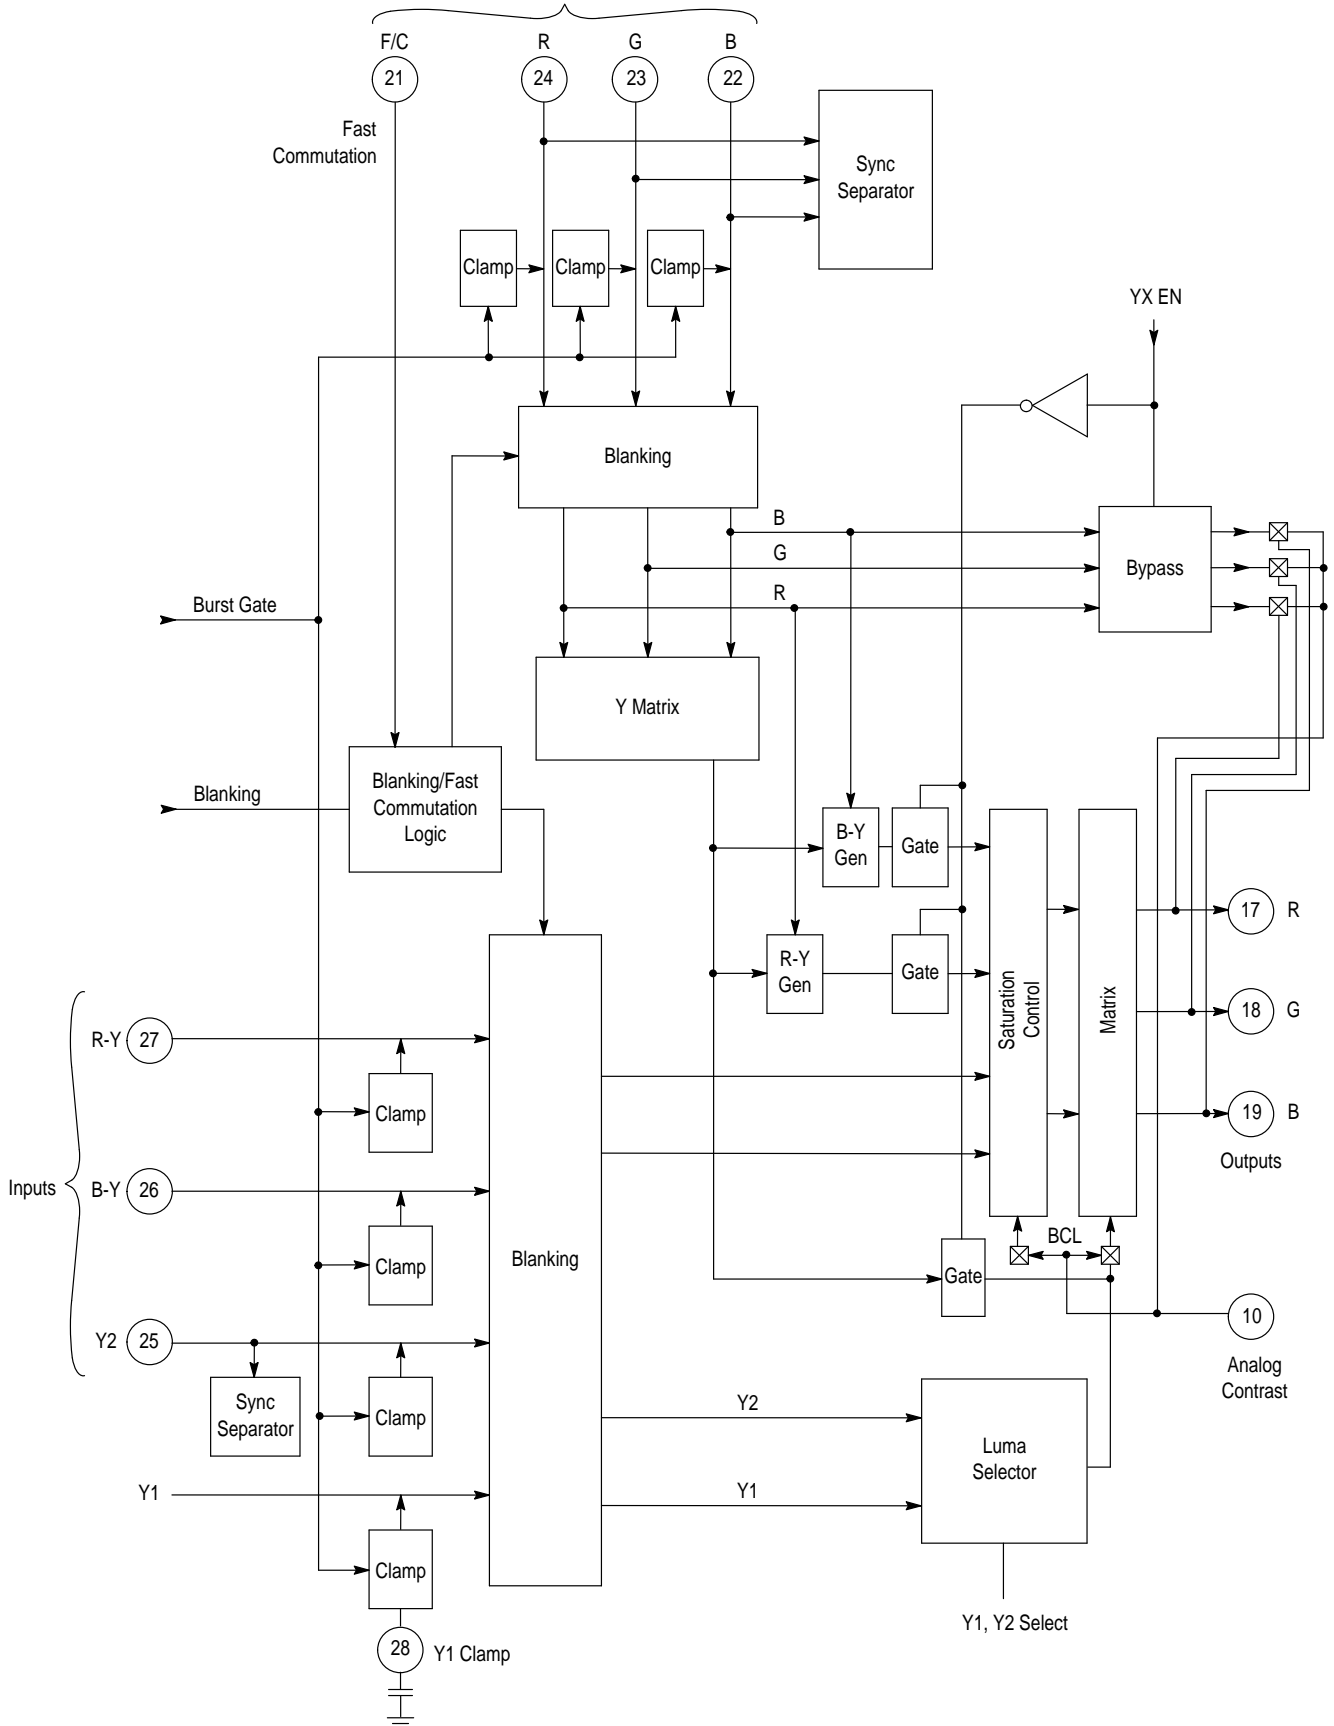 F/C R G B
21 24 23 22
Fast
Commutation
Sync
Separator
Clamp Clamp Clamp
YX EN
Blanking
B
G
R
Bypass
Burst Gate
Y Matrix
Blanking
Blanking/Fast
Commutation
Logic
B-Y
Gen
Gate
R-Y
Gen
Gate
Saturation
Control
Matrix
17 R
18 G
19 B
Outputs
Inputs
R-Y 27
Clamp
B-Y 26
Clamp
Blanking
BCL
Gate
10
Analog
Contrast
Y2 25
Sync
Separator
Clamp
Y2
Luma
Selector
Y1
Y1
Clamp
Y1, Y2 Select
28 Y1 Clamp